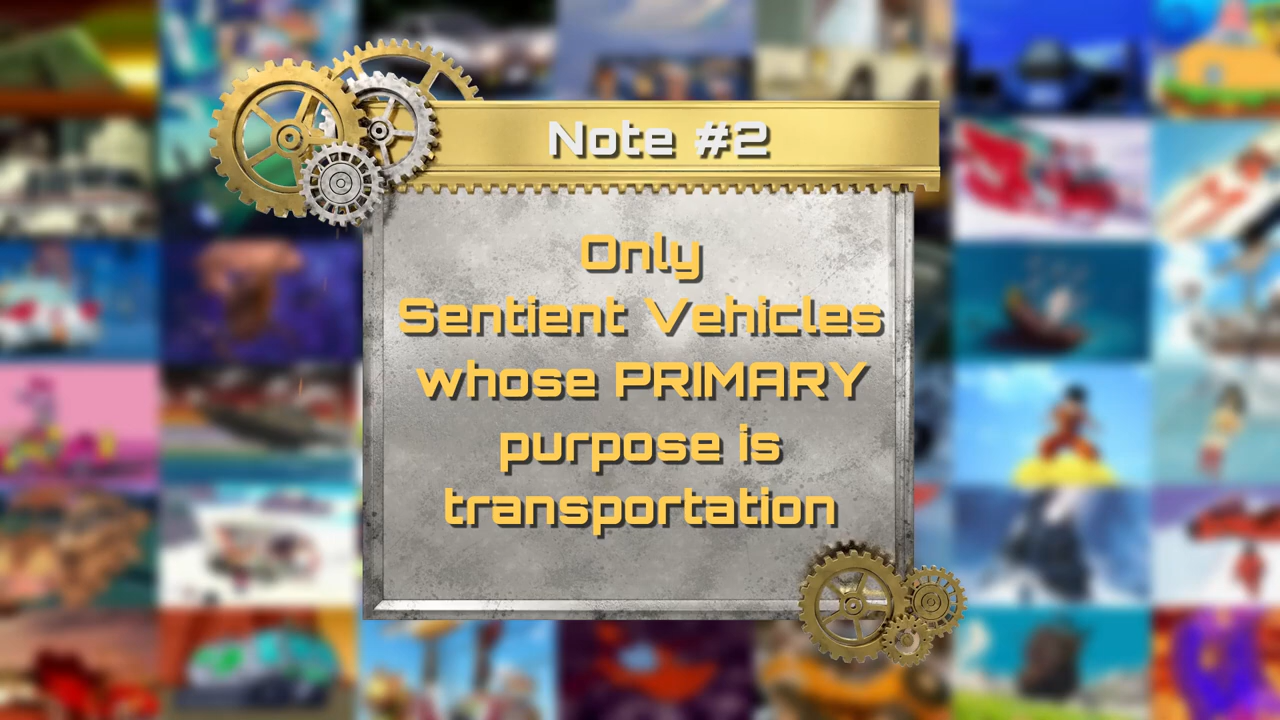 Note #2
Only
Sentient Vehicles
whose PRIMARY
purpose is
transportation